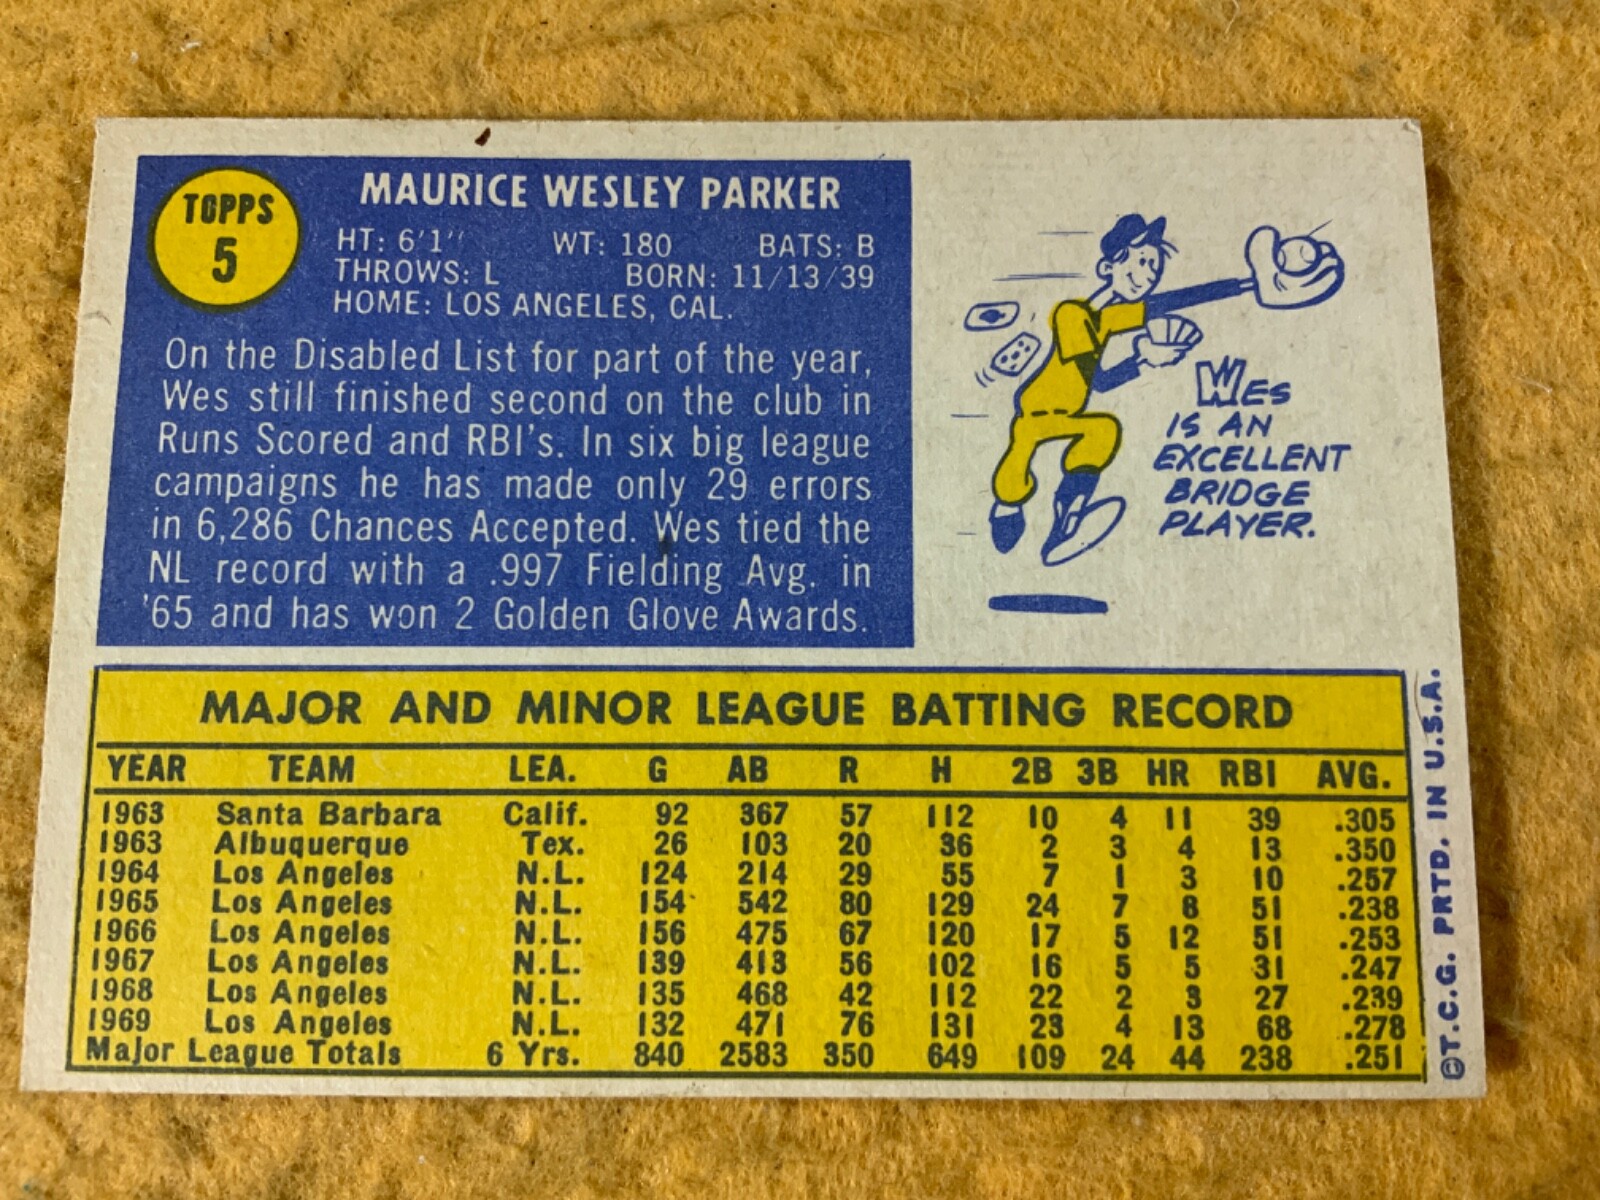 TOPPS
5
MAURICE WESLEY PARKER
HT: 6'1" WT: 180 BATS: B
THROWS: L BORN: 11/13/39
HOME: LOS ANGELES, CAL.
On the Disabled List for part of the year,
Wes still finished second on the club in
Runs Scored and RBI's. In six big league
campaigns he has made only 29 errors
in 6,286 Chances Accepted. Wes tied the
NL record with a .997 Fielding Avg. in
'65 and has won 2 Golden Glove Awards.
WES
IS AN
EXCELLENT
BRIDGE
PLAYER.
MAJOR AND MINOR LEAGUE BATTING RECORD
YEAR TEAM LEA. G AB R H 2B 3B HR RBI AVG.
1963 Santa Barbara Calif. 92 367 57 112 10 4 11 39 .305
1963 Albuquerque Tex. 26 103 20 36 2 3 4 13 .350
1964 Los Angeles N.L. 124 214 29 55 7 1 3 10 .257
1965 Los Angeles N.L. 154 542 80 129 24 7 8 51 .238
1966 Los Angeles N.L. 156 475 67 120 17 5 12 51 .253
1967 Los Angeles N.L. 139 413 56 102 16 5 5 31 .247
1968 Los Angeles N.L. 135 468 42 112 22 2 3 27 .239
1969 Los Angeles N.L. 132 471 76 131 23 4 13 68 .278
Major League Totals 6 Yrs. 840 2583 350 649 109 24 44 238 .251
©T.C.G. PRTD. IN U.S.A.